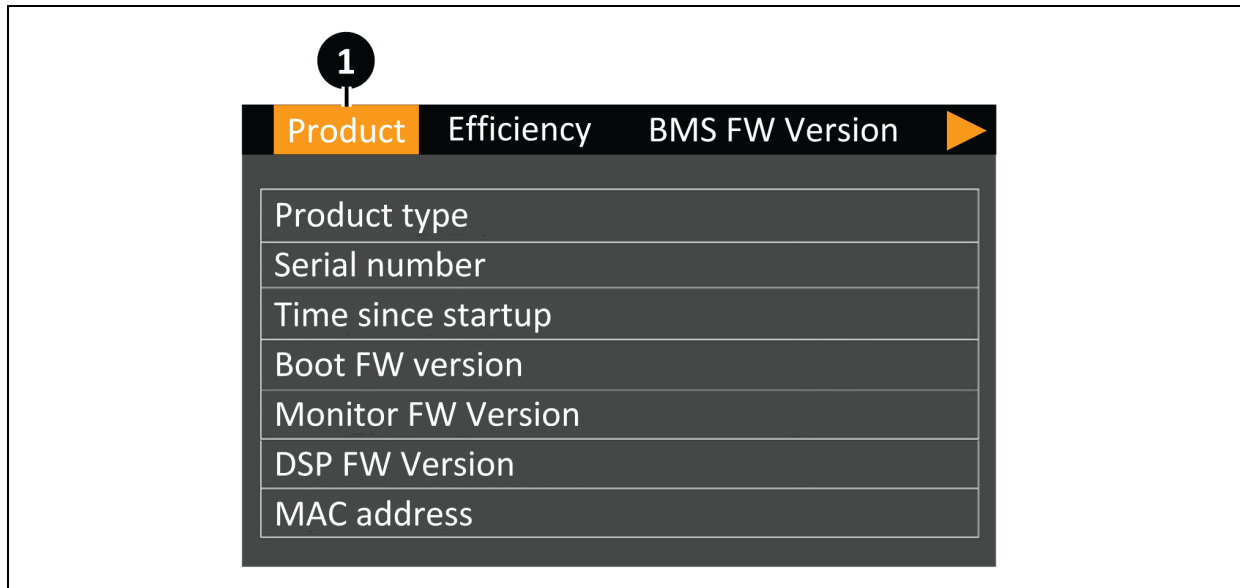 1
Product Efficiency BMS FW Version
Product type
Serial number
Time since startup
Boot FW version
Monitor FW Version
DSP FW Version
MAC address